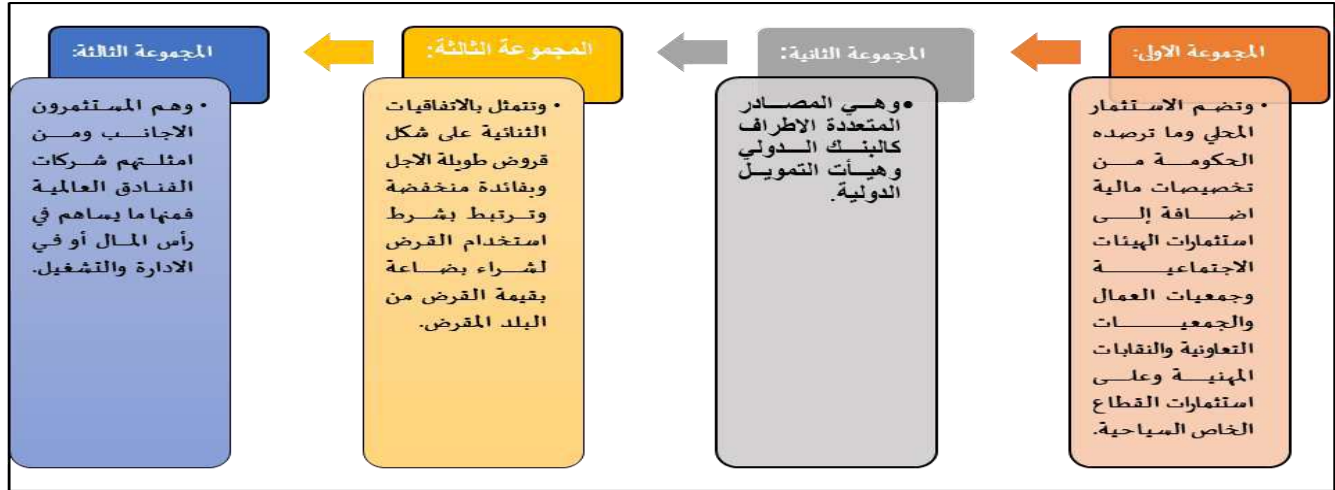 المجموعة الاولى:
• وتضم الاستثمار
المحلي وما ترصده
الحكومة من
تخصيصات مالية
اضافة إلى
استثمارات الهيئات
الاجتماعية
وجمعيات العمال
والجمعيات
التعاونية والنقابات
المهنية وعلى
استثمارات القطاع
الخاص السياحية.
المجموعة الثانية:
• وهي المصادر
المتعددة الاطراف
كالبنك الدولي
وهيأت التمويل
الدولية.
المجموعة الثالثة:
• وتتمثل بالاتفاقيات
الثنائية على شكل
قروض طويلة الاجل
وبفائدة منخفضة
وترتبط بشرط
استخدام القرض
لشراء بضاعة
بقيمة القرض من
البلد المقرض.
المجموعة الثالثة:
• وهم المستثمرون
الاجانب ومن
امثلتهم شركات
الفنادق العالمية
فمنها ما يساهم في
رأس المال أو في
الادارة والتشغيل.